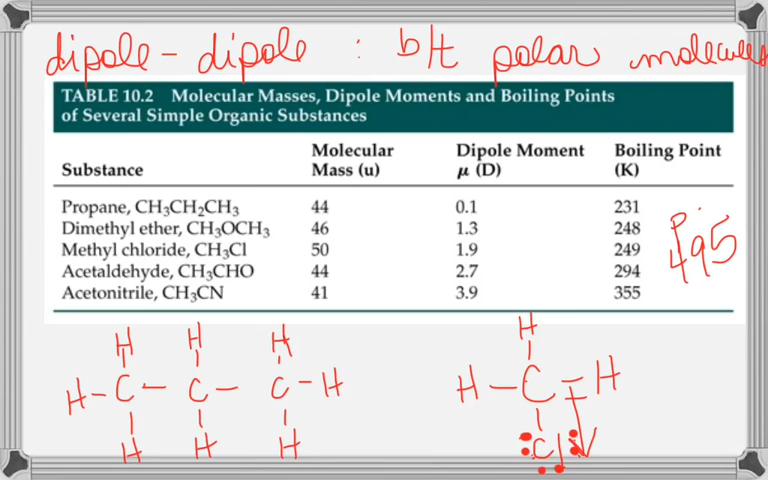 dipole - dipole : b/t polar molecules
TABLE 10.2 Molecular Masses, Dipole Moments and Boiling Points
of Several Simple Organic Substances
Substance Molecular Mass (u) Dipole Moment μ (D) Boiling Point (K)
Propane, CH₃CH₂CH₃ 44 0.1 231
Dimethyl ether, CH₃OCH₃ 46 1.3 248
Methyl chloride, CH₃Cl 50 1.9 249
Acetaldehyde, CH₃CHO 44 2.7 294
Acetonitrile, CH₃CN 41 3.9 355
p. 495
H H H
H-C-C-C-H
H H H
H
H-C-H
Cl